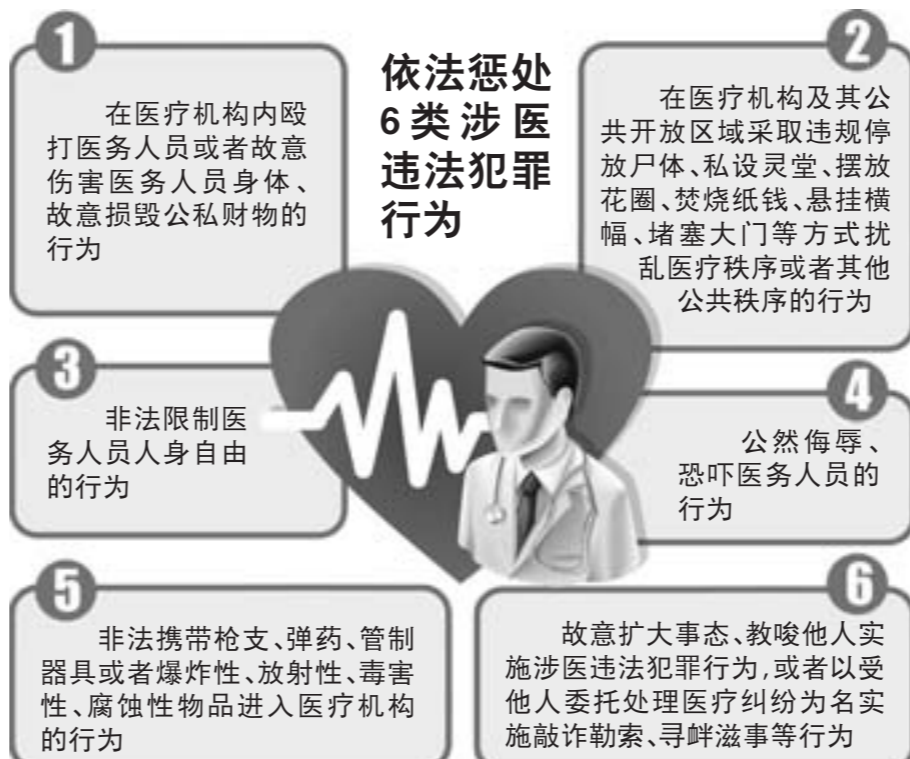 依法惩处
6类涉医
违法犯罪
行为
1
在医疗机构内殴
打医务人员或者故意
伤害医务人员身体、
故意损毁公私财物的
行为
2
在医疗机构及其公
共开放区域采取违规停
放尸体、私设灵堂、摆放
花圈、焚烧纸钱、悬挂横
幅、堵塞大门等方式扰
乱医疗秩序或者其他
公共秩序的行为
3
非法限制医
务人员人身自由
的行为
4
公然侮辱、
恐吓医务人员的
行为
5
非法携带枪支、弹药、管制
器具或者爆炸性、放射性、毒害
性、腐蚀性物品进入医疗机构
的行为
6
故意扩大事态、教唆他人实
施涉医违法犯罪行为,或者以受
他人委托处理医疗纠纷为名实
施敲诈勒索、寻衅滋事等行为